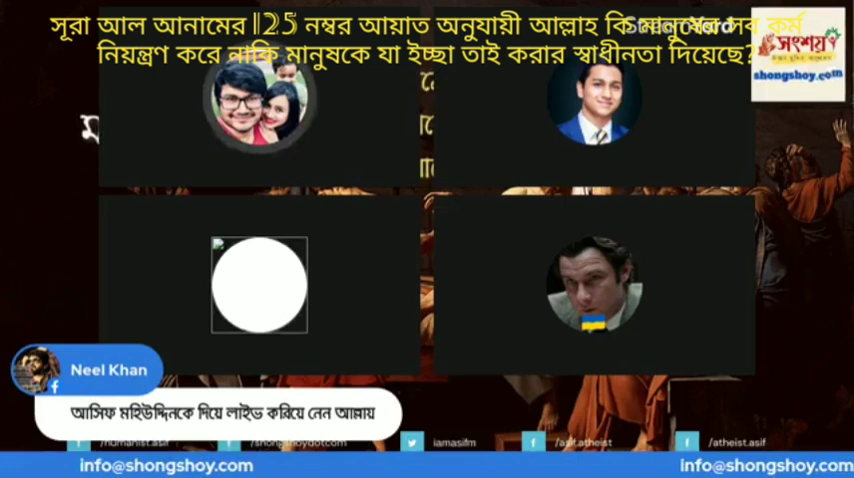 সূরা আল আনামের 125 নম্বর আয়াত অনুযায়ী আল্লাহ কি মানুষের সব কর্ম
নিয়ন্ত্রণ করে নাকি মানুষকে যা ইচ্ছা তাই করার স্বাধীনতা দিয়েছে?
StreamYard
সংশয়
shongshoy.com
Neel Khan
আসিফ মহিউদ্দিনকে দিয়ে লাইভ করিয়ে নেন আল্লায়
/humanist.asif
/shongshoydotcom
iamasifm
/asif.atheist
/atheist.asif
info@shongshoy.com
info@shongshoy.com